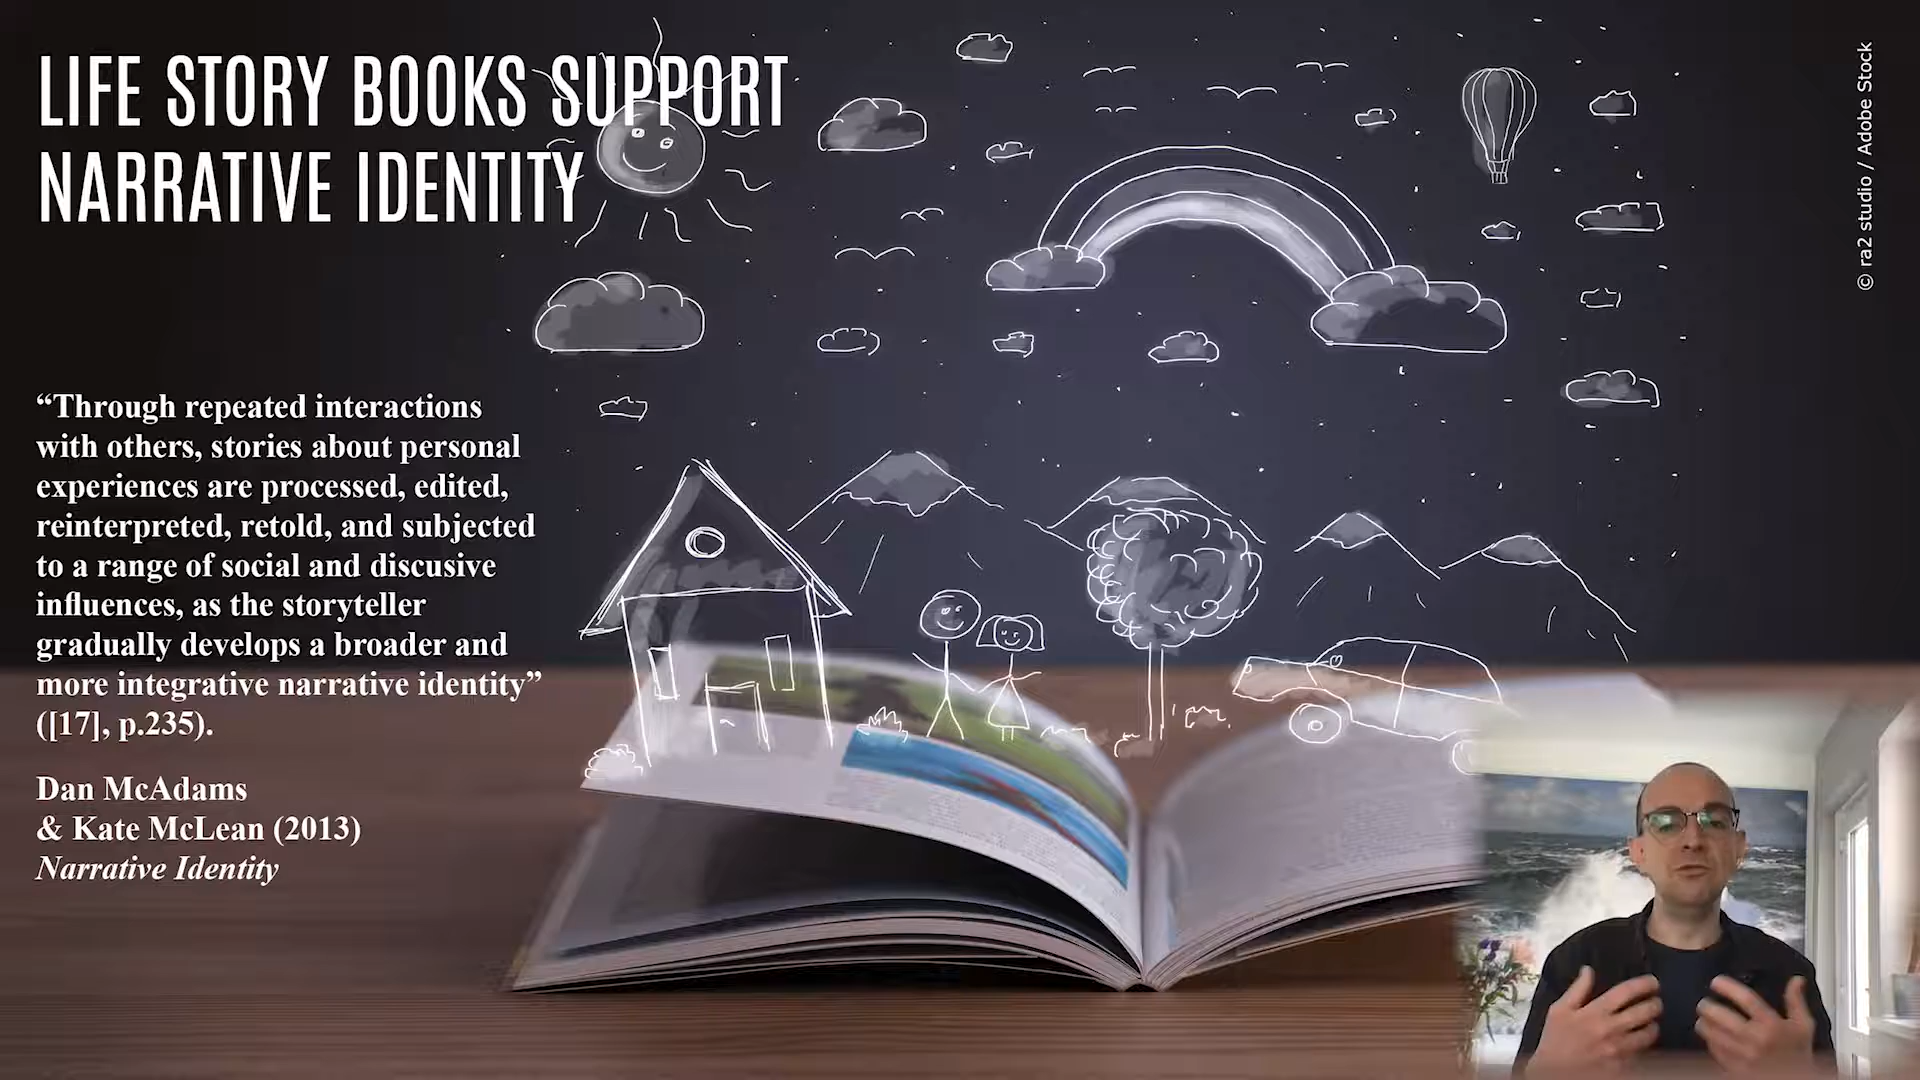 LIFE STORY BOOKS SUPPORT
NARRATIVE IDENTITY
“Through repeated interactions
with others, stories about personal
experiences are processed, edited,
reinterpreted, retold, and subjected
to a range of social and discusive
influences, as the storyteller
gradually develops a broader and
more integrative narrative identity”
([17], p.235).
Dan McAdams
& Kate McLean (2013)
Narrative Identity
© ra2 studio / Adobe Stock